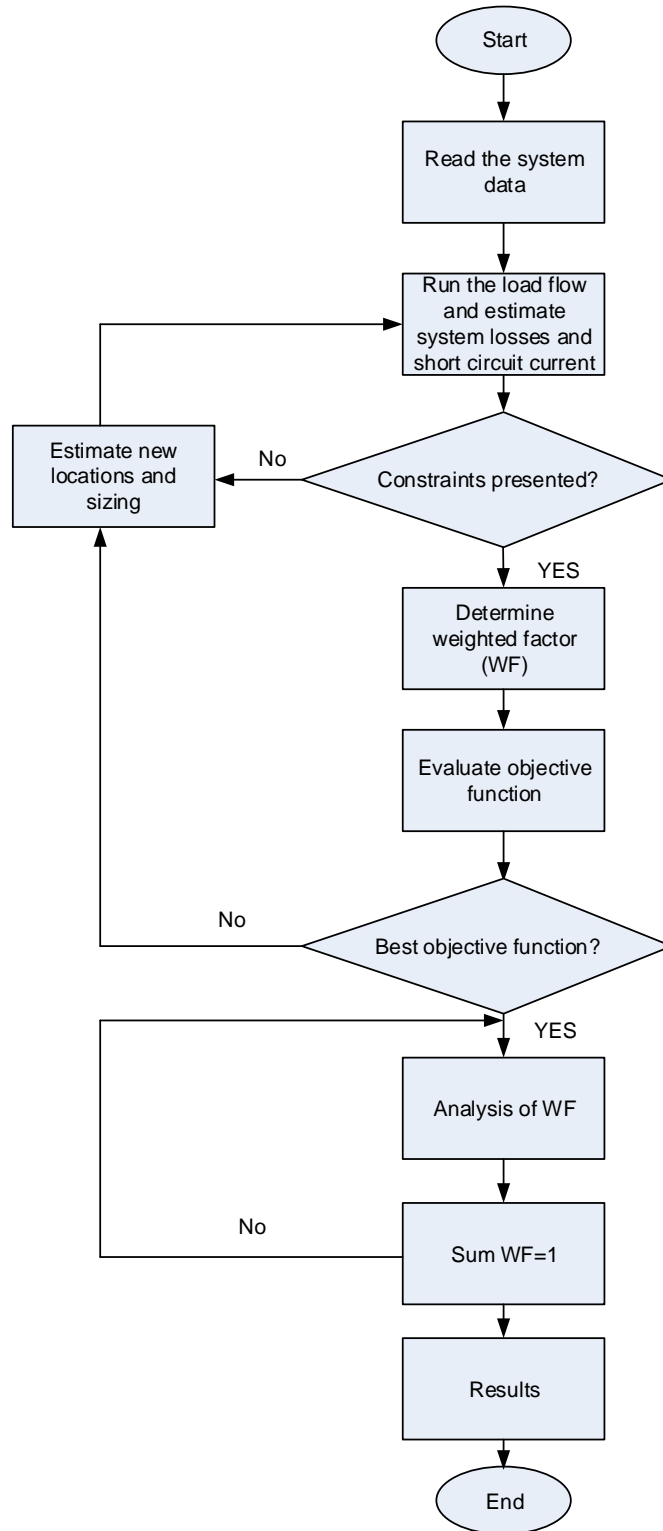 Start
Read the system
data
Run the load flow
and estimate
system losses and
short circuit current
Estimate new
locations and
sizing
No
Constraints presented?
YES
Determine
weighted factor
(WF)
Evaluate objective
function
No
Best objective function?
YES
Analysis of WF
No
Sum WF=1
Results
End